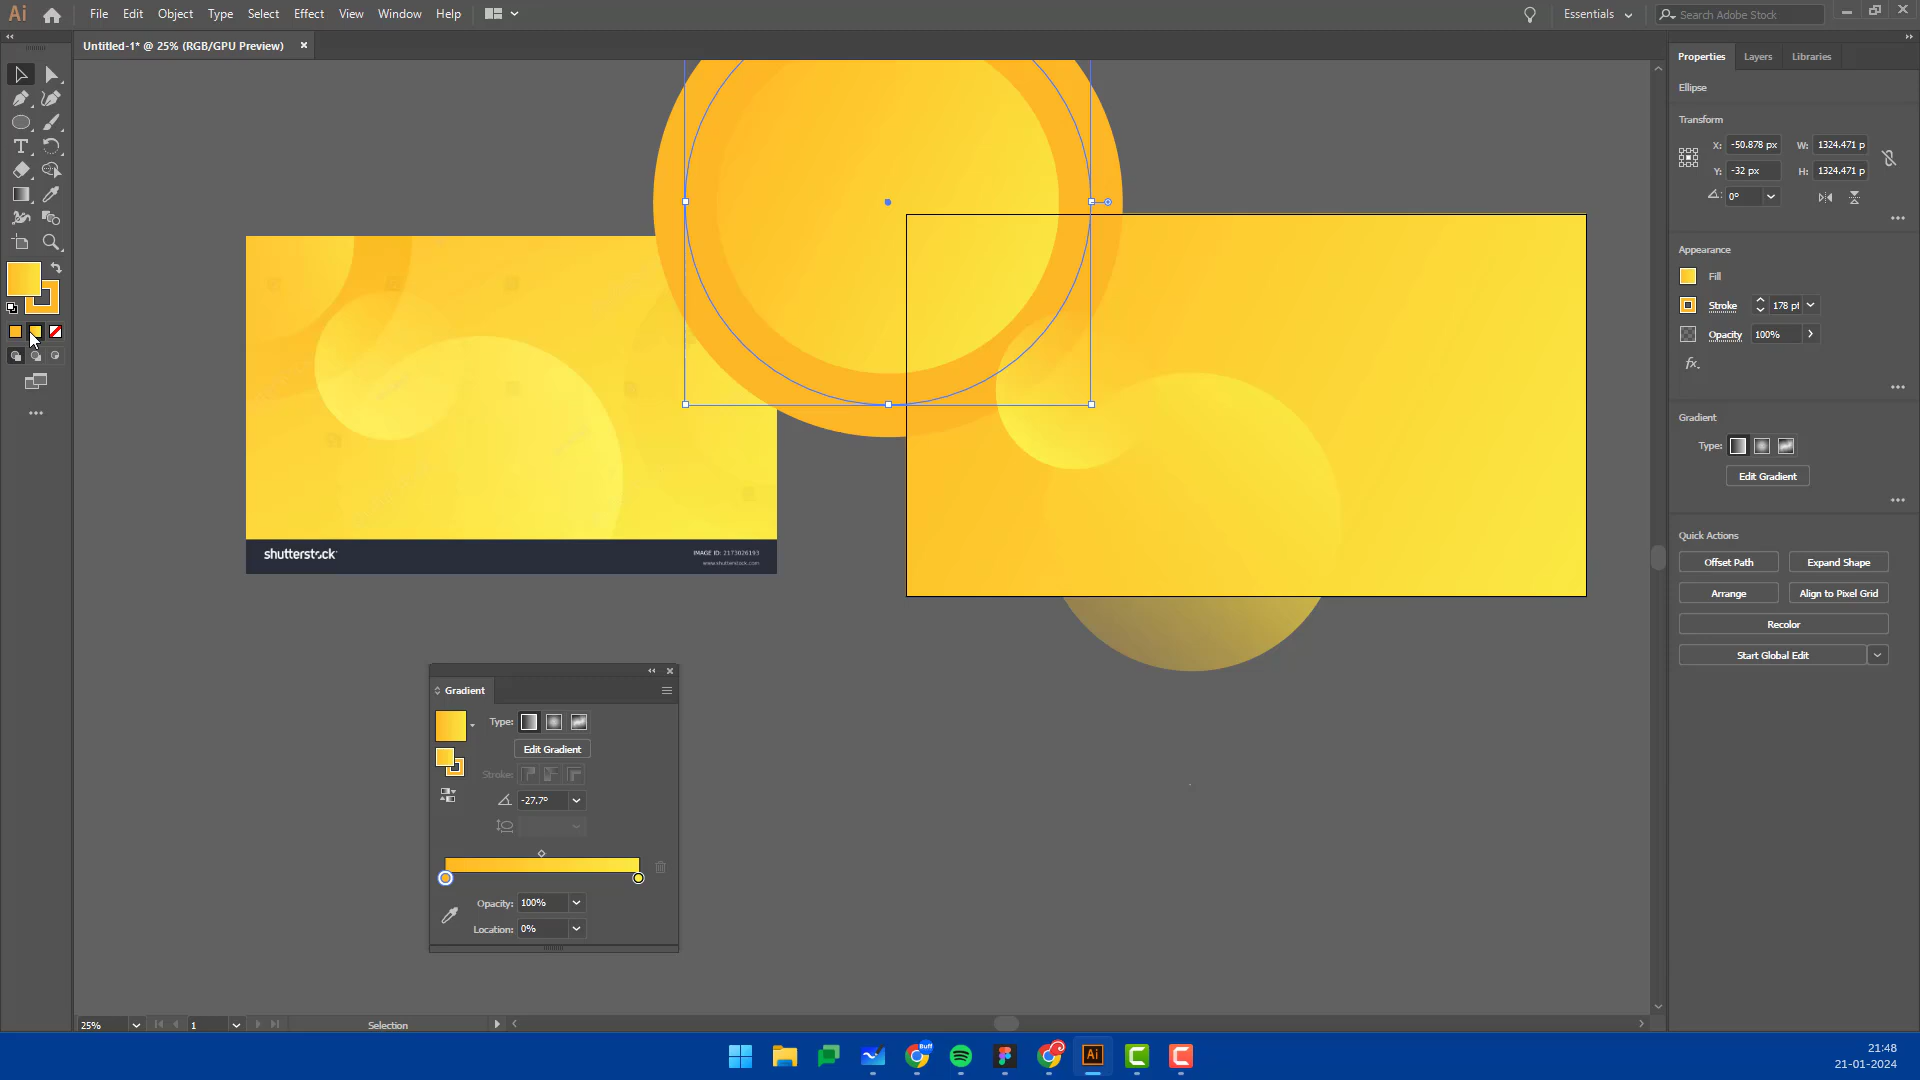 Ai
File Edit Object Type Select Effect View Window Help
Essentials
Search Adobe Stock
Untitled-1* @ 25% (RGB/GPU Preview) ×
Properties Layers Libraries
Ellipse
Transform
X: -50.878 px W: 1324.471 p
Y: -32 px H: 1324.471 p
0°
Appearance
Fill
Stroke 178 pt
Opacity 100%
fx.
Gradient
Type:
Edit Gradient
Quick Actions
Offset Path Expand Shape
Arrange Align to Pixel Grid
Recolor
Start Global Edit
shutterstock
IMAGE ID: 2173026193
www.shutterstock.com
Gradient
Type:
Edit Gradient
Stroke:
-27.7°
Opacity: 100%
Location: 0%
25% 1 Selection
Buff
Ai
21:48
21-01-2024